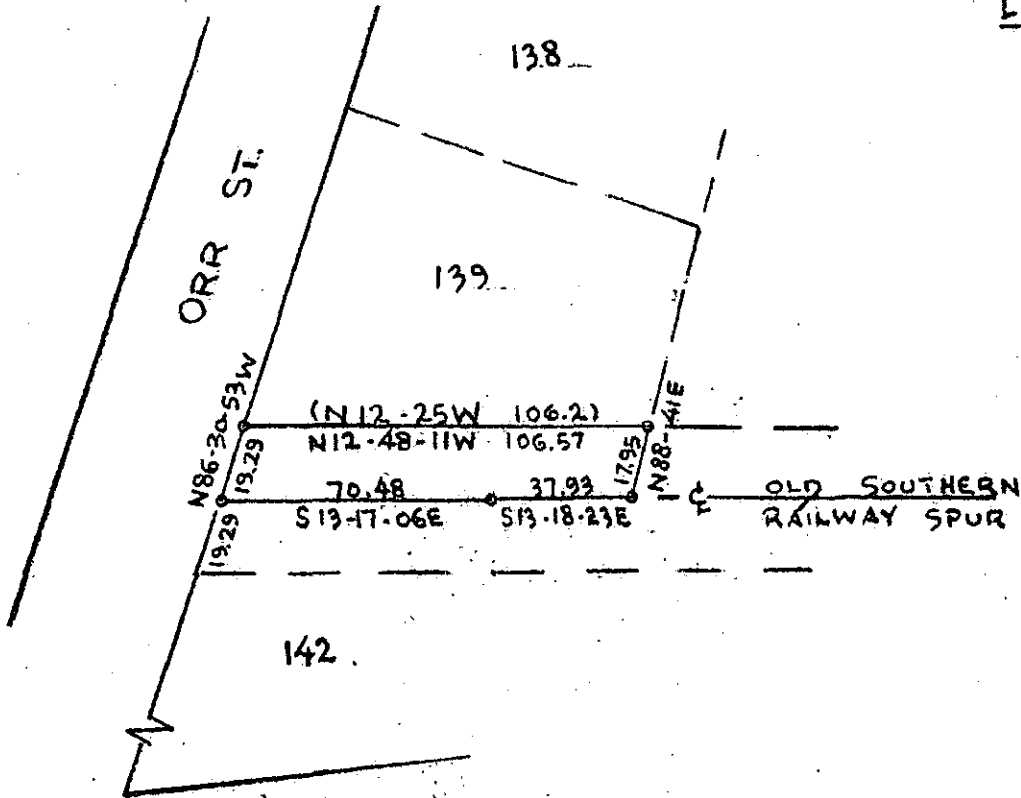 138
ORR ST.
139
(N12-25W 106.2)
N12-48-11W 106.57
N86-30-53W
19.29
17.95
N88-41E
70.48
S13-17-06E
37.93
S13-18-23E
℄ OLD SOUTHERN
RAILWAY SPUR
19.29
142